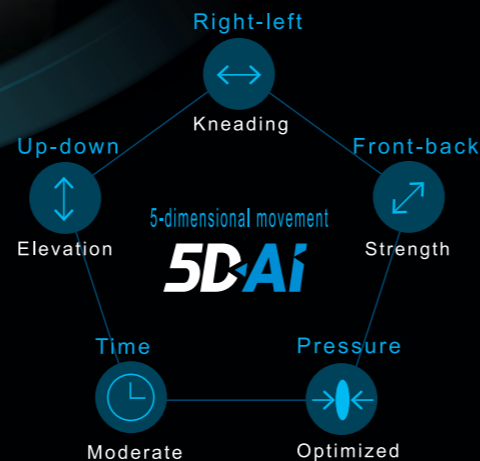 Right-left
Kneading
Up-down
Front-back
5-dimensional movement
Elevation
Strength
5D Ai
Time
Pressure
Moderate
Optimized